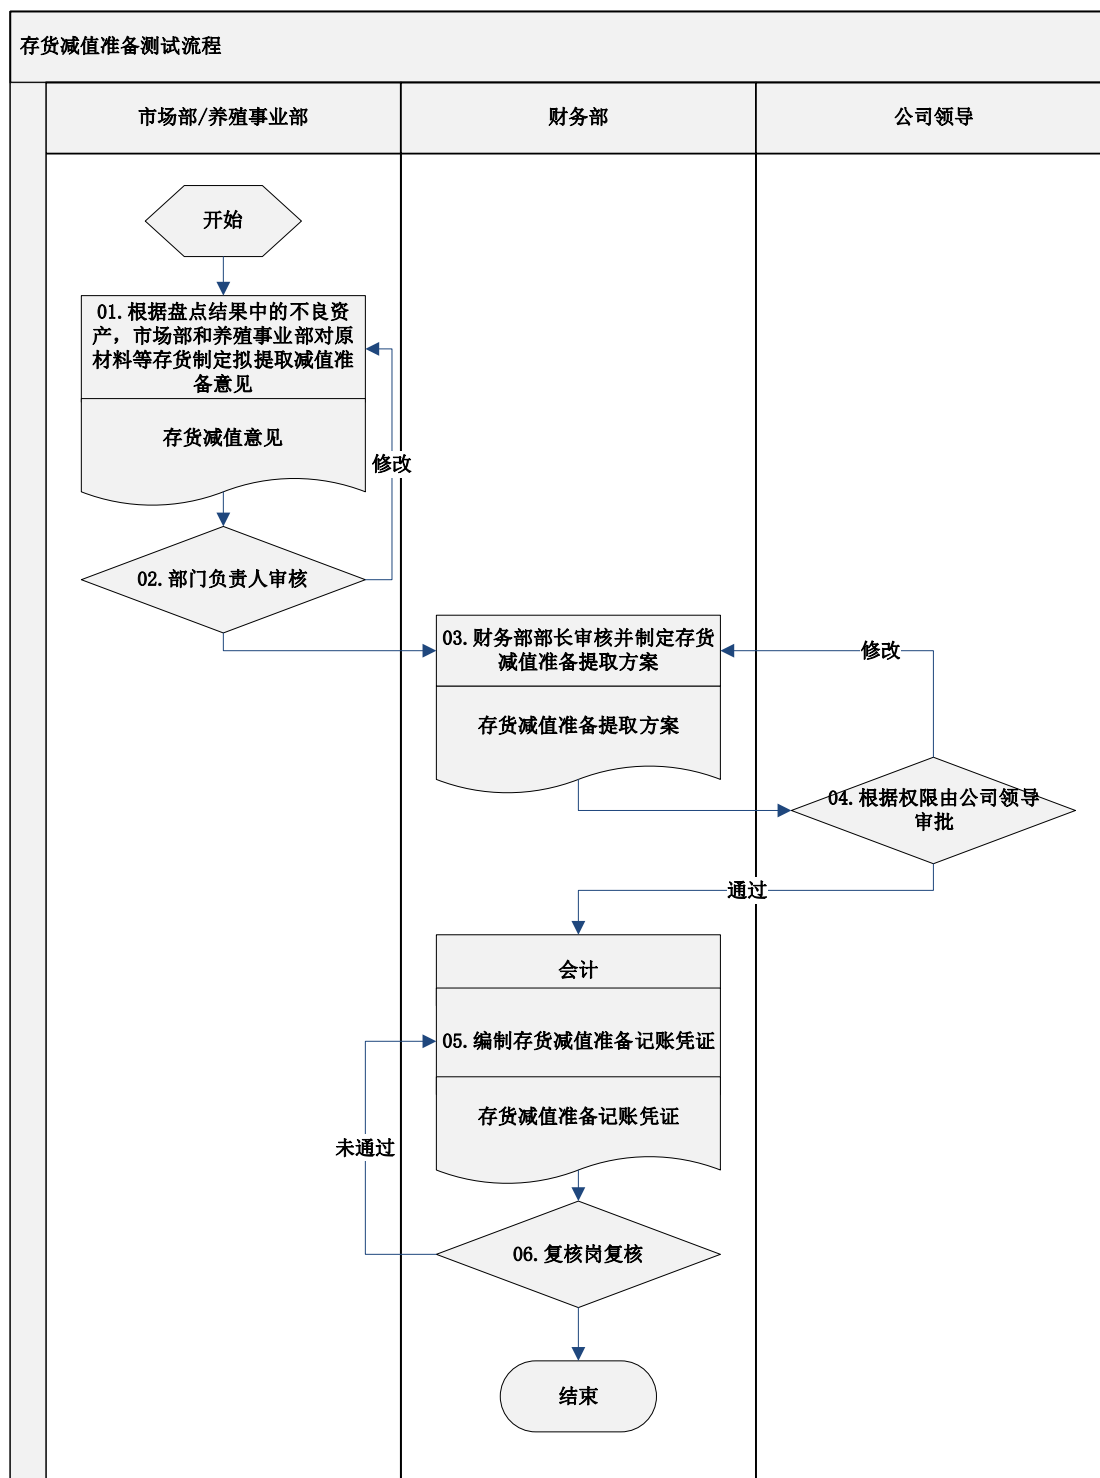 存货减值准备测试流程
市场部/养殖事业部
财务部
公司领导
开始
01.根据盘点结果中的不良资
产，市场部和养殖事业部对原
材料等存货制定拟提取减值准
备意见
存货减值意见
修改
02.部门负责人审核
03.财务部部长审核并制定存货
减值准备提取方案
修改
存货减值准备提取方案
04.根据权限由公司领导
审批
通过
会计
05.编制存货减值准备记账凭证
存货减值准备记账凭证
未通过
06.复核岗复核
结束